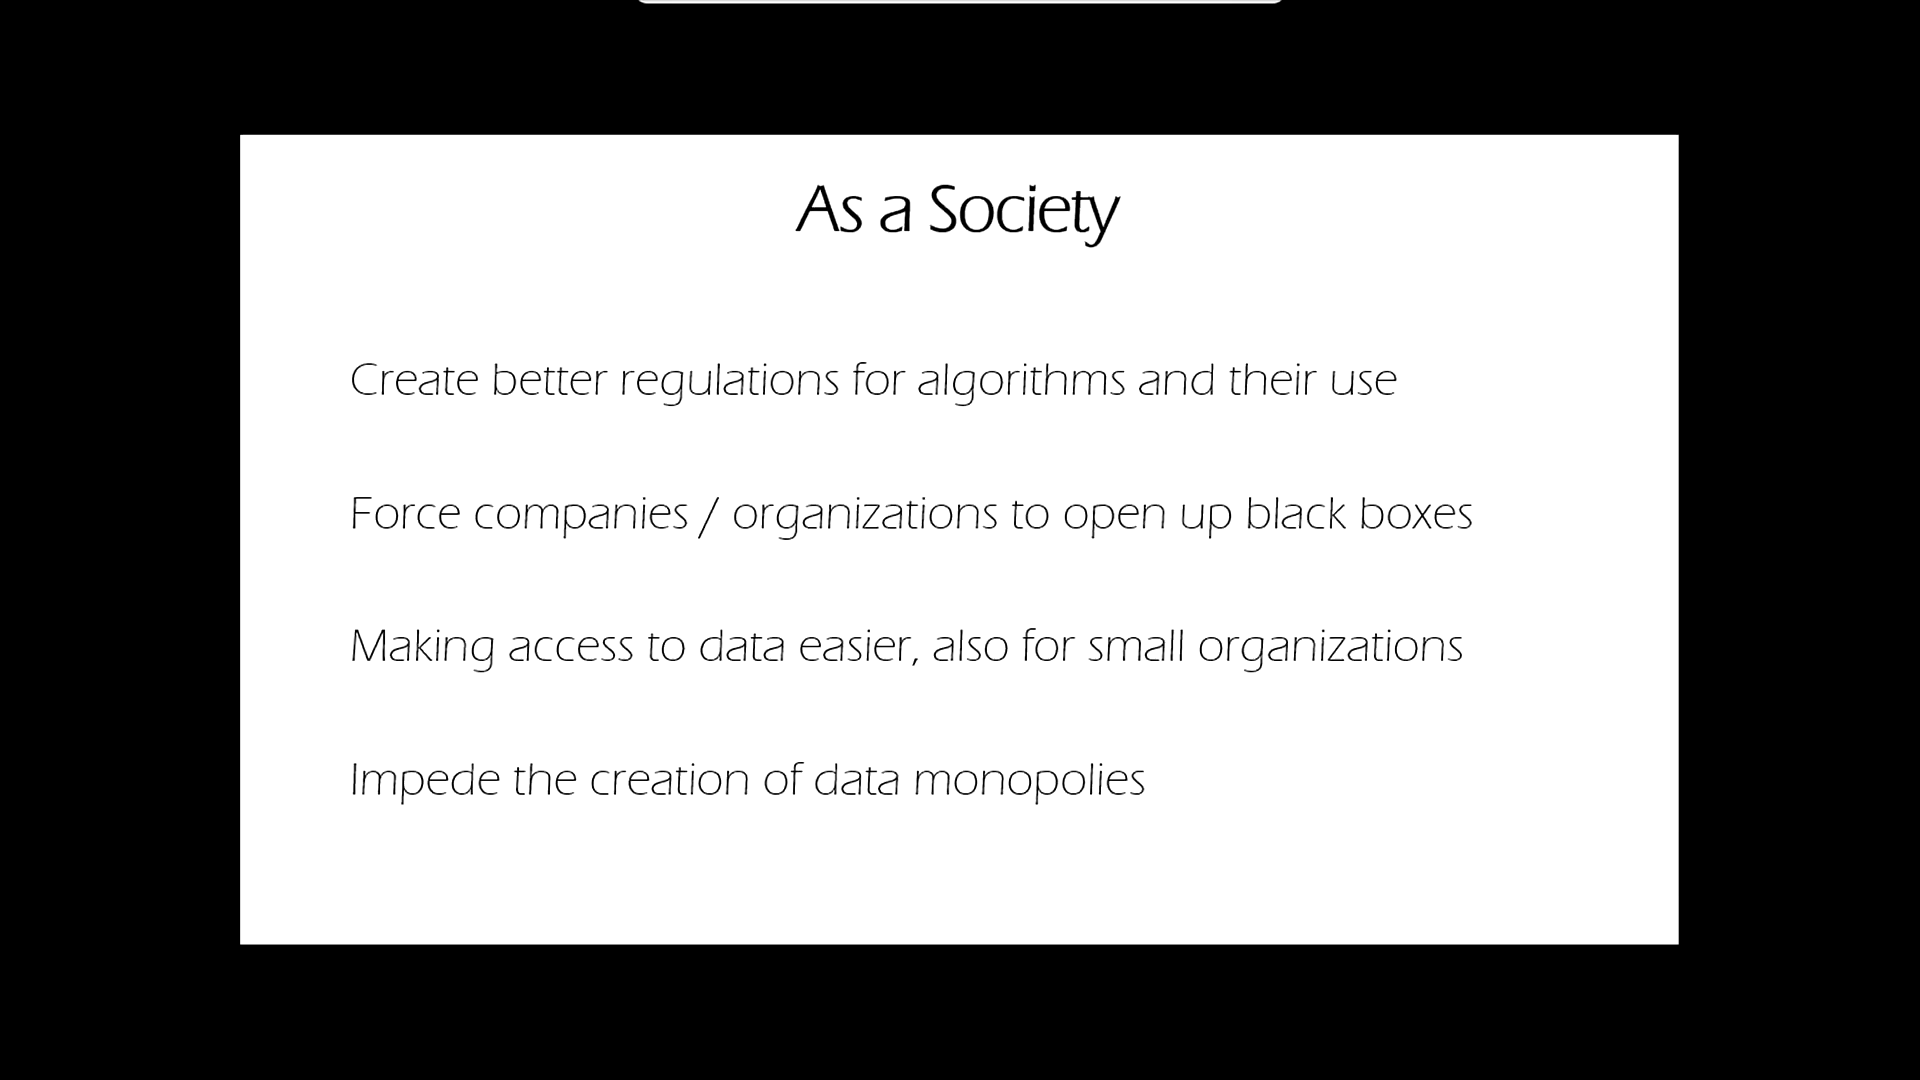 As a Society
Create better regulations for algorithms and their use
Force companies / organizations to open up black boxes
Making access to data easier, also for small organizations
Impede the creation of data monopolies